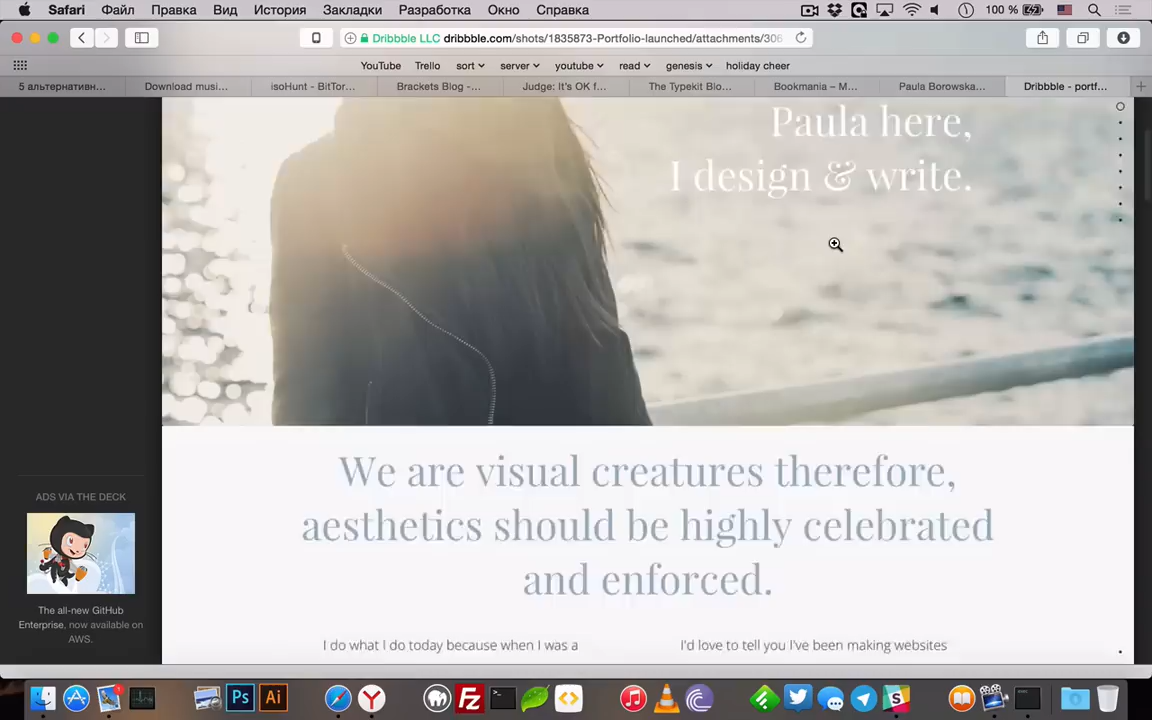 Safari Файл Правка Вид История Закладки Разработка Окно Справка 100 %
Dribbble LLC dribbble.com/shots/1835873-Portfolio-launched/attachments/306
YouTube Trello sort server youtube read genesis holiday cheer
5 альтернативн... Download musi... isoHunt - BitTor... Brackets Blog -... Judge: It's OK f... The Typekit Blo... Bookmania – M... Paula Borowska... Dribbble - portf...
Paula here,
I design & write.
We are visual creatures therefore,
aesthetics should be highly celebrated
and enforced.
I do what I do today because when I was a
I'd love to tell you I've been making websites
ADS VIA THE DECK
The all-new GitHub
Enterprise, now available on
AWS.
Ps Ai